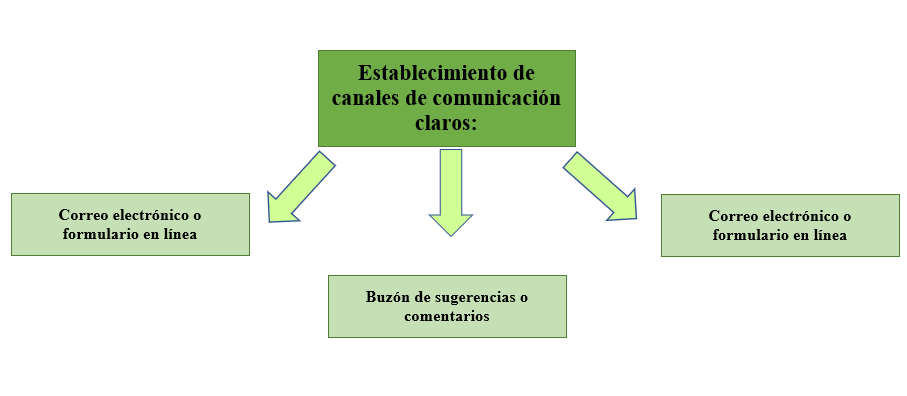 Establecimiento de
canales de comunicación
claros:
Correo electrónico o
formulario en línea
Buzón de sugerencias o
comentarios
Correo electrónico o
formulario en línea